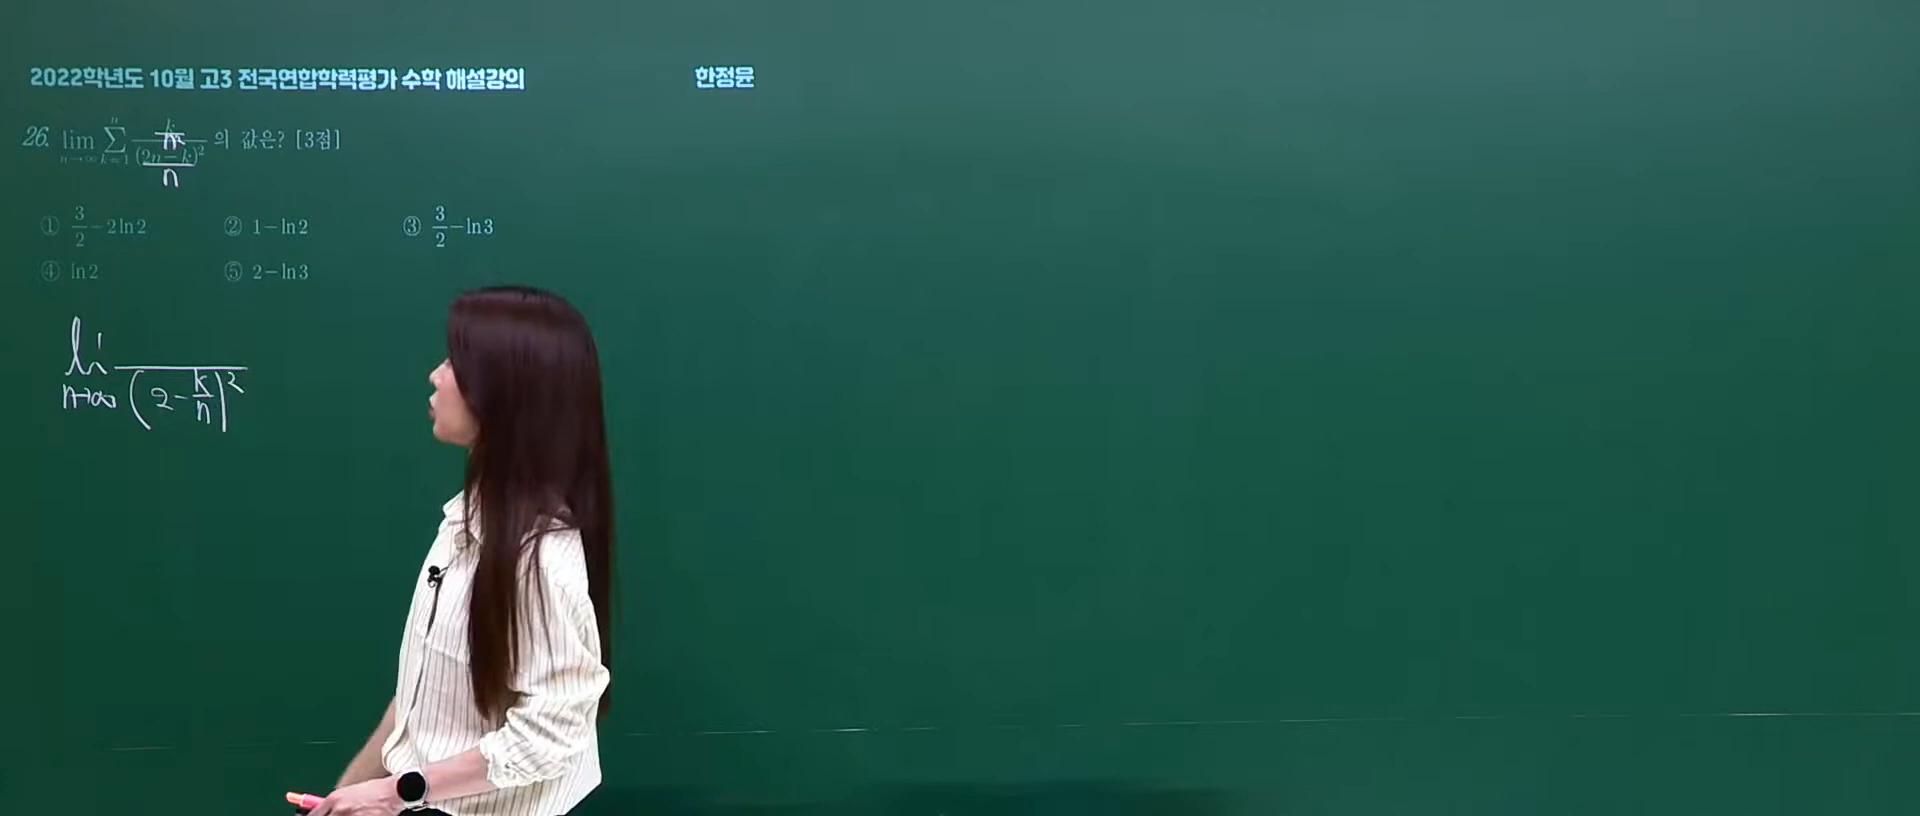 2022학년도 10월 고3 전국연합학력평가 수학 해설강의 한정윤
26. lim n→∞ ∑ k=1 n k/(2n-k)² 의 값은? [3점]
n
n
① 3/2 - 2ln2 ② 1-ln2 ③ 3/2 - ln3
④ ln2 ⑤ 2-ln3
li n→∞ /(2-k/n)²